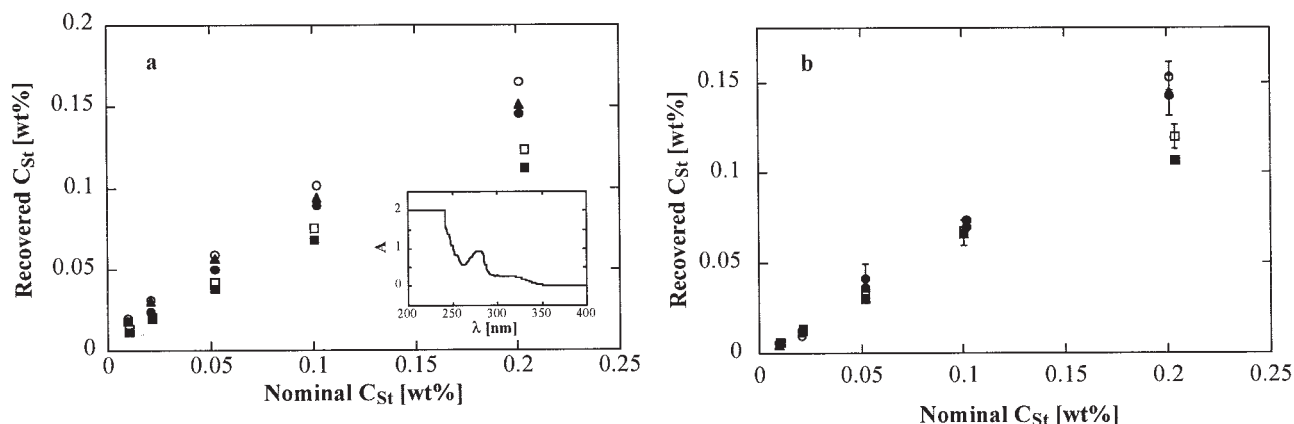 a
Recovered C_St [wt%]
0.2
0.15
0.1
0.05
0
0 0.05 0.1 0.15 0.2 0.25
Nominal C_St [wt%]
A
2
1
0
200 250 300 350 400
λ [nm]
b
Recovered C_St [wt%]
0.15
0.1
0.05
0
0 0.05 0.1 0.15 0.2 0.25
Nominal C_St [wt%]